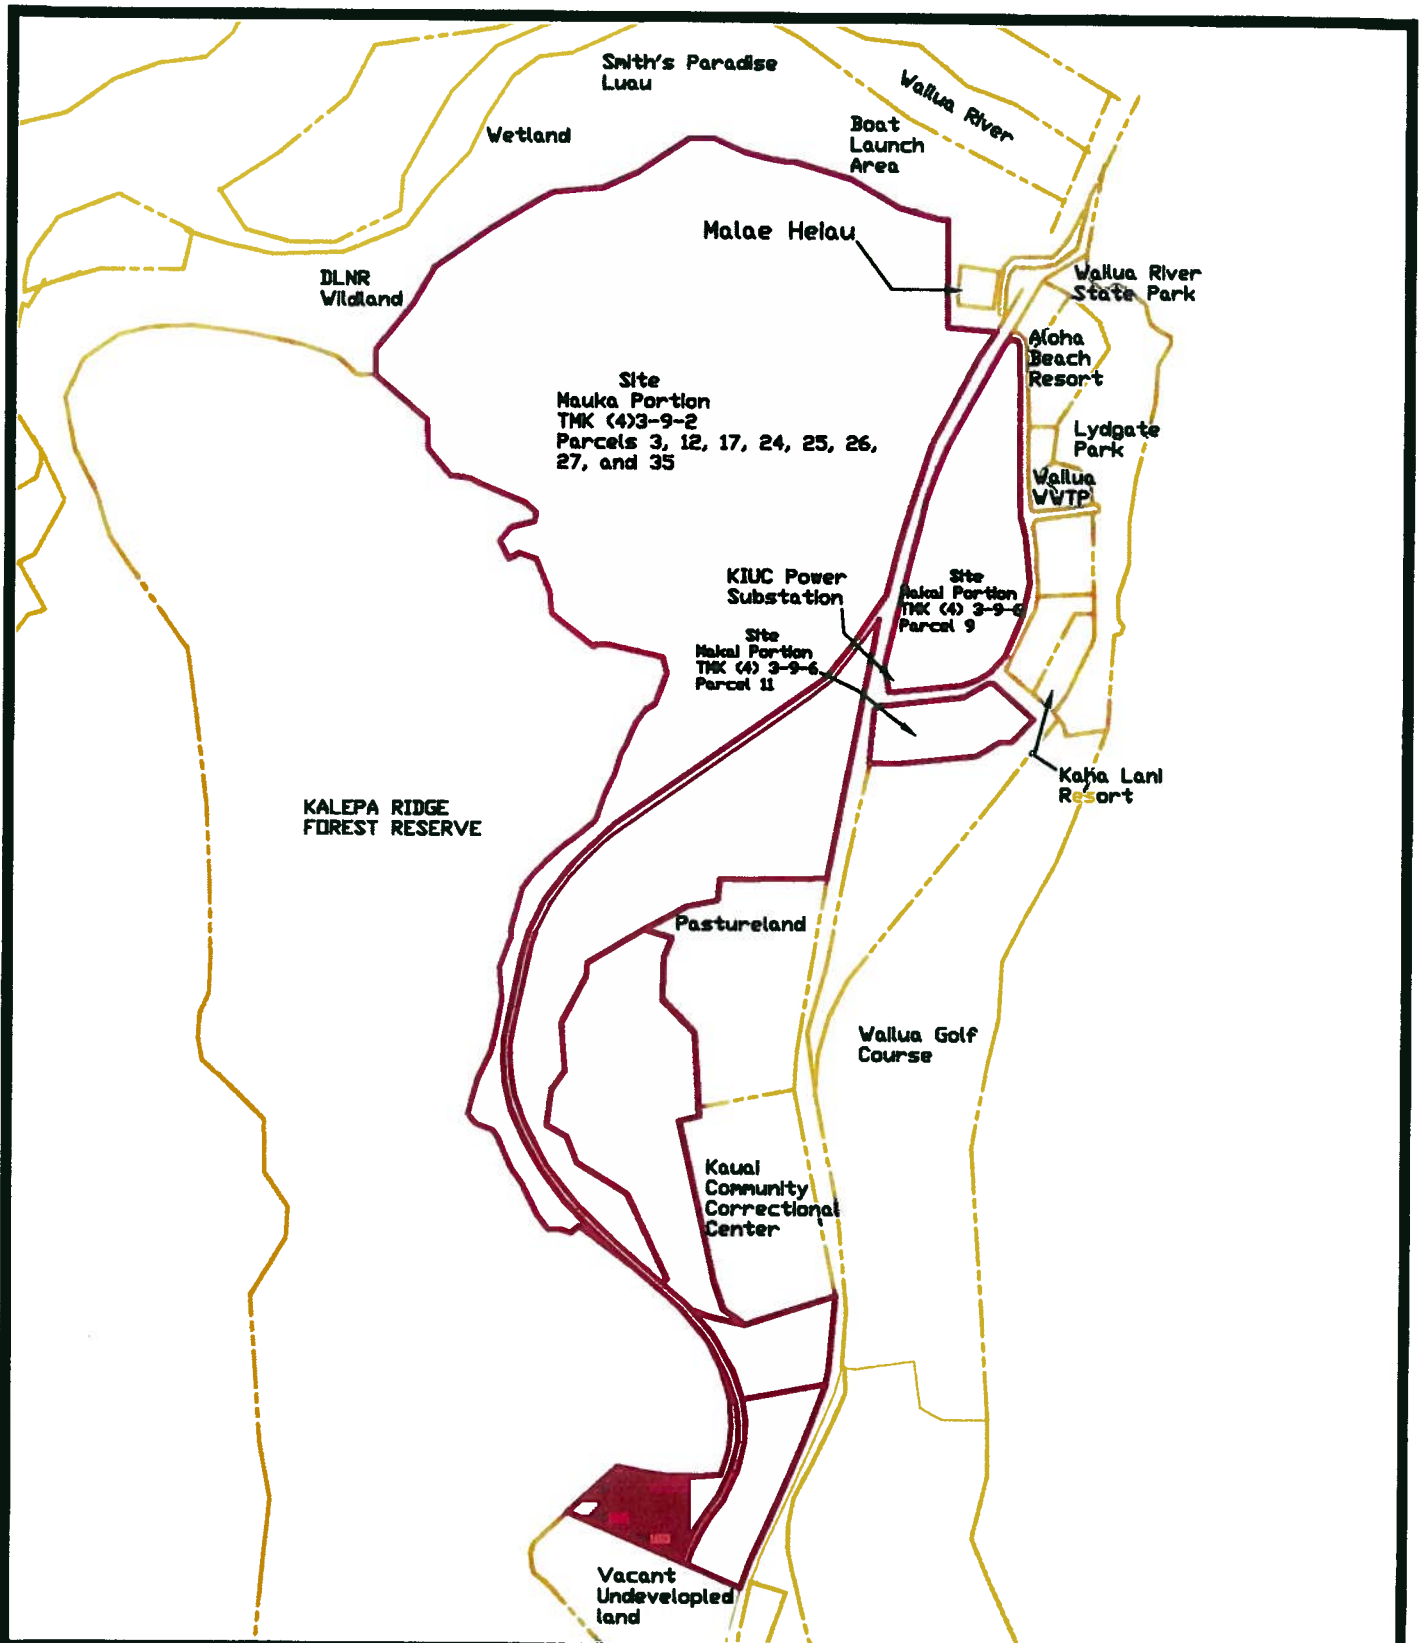 Smith's Paradise
Luau
Wetland
Boat
Launch
Area
Wailua River
Malae Heiau
DLNR
Wildland
Wailua River
State Park
Aloha
Beach
Resort
Site
Mauka Portion
TMK (4)3-9-2
Parcels 3, 12, 17, 24, 25, 26,
27, and 35
Lydgate
Park
Wailua
WWTP
KIUC Power
Substation
Site
Makai Portion
TMK (4) 3-9-6
Parcel 9
Site
Makai Portion
TMK (4) 3-9-6
Parcel 11
Kaha Lani
Resort
KALEPA RIDGE
FOREST RESERVE
Pastureland
Wailua Golf
Course
Kauai
Community
Correctional
Center
Vacant
Undevelopled
land